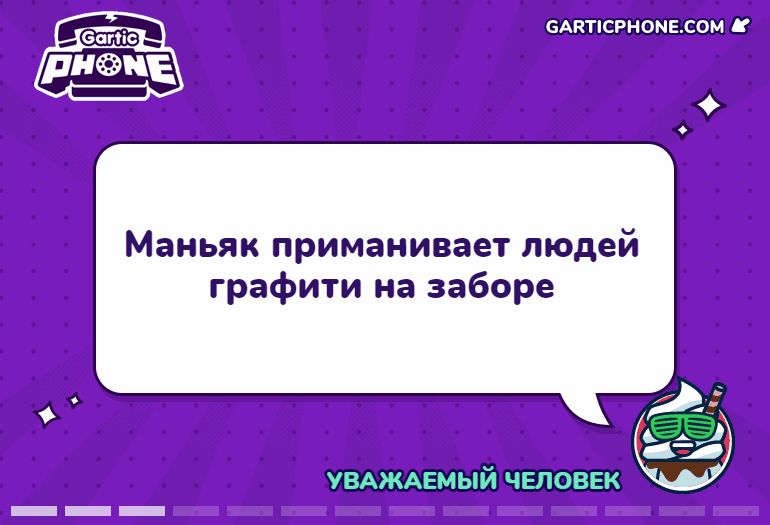 Gartic
PHONE
GARTICPHONE.COM
Маньяк приманивает людей
графити на заборе
УВАЖАЕМЫЙ ЧЕЛОВЕК